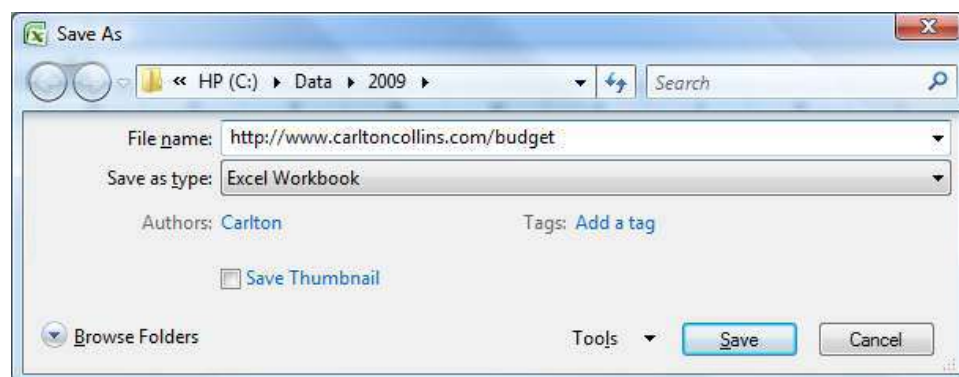 Save As
« HP (C:) ▸ Data ▸ 2009 ▸ Search
File name: http://www.carltoncollins.com/budget
Save as type: Excel Workbook
Authors: Carlton Tags: Add a tag
Save Thumbnail
Browse Folders Tools Save Cancel